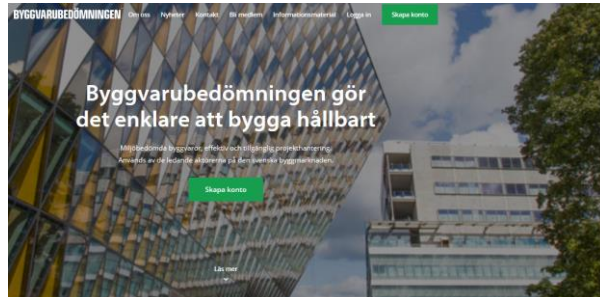 BYGGVARUBEDÖMNINGEN Om oss Nyheter Kontakt Bli medlem Informationsmaterial Logga in Skapa konto
Byggvarubedömningen gör
det enklare att bygga hållbart
Miljöbedömda byggvaror, effektiv och tillgänglig projekthantering.
Används av de ledande aktörerna på den svenska byggmarknaden.
Skapa konto
Läs mer